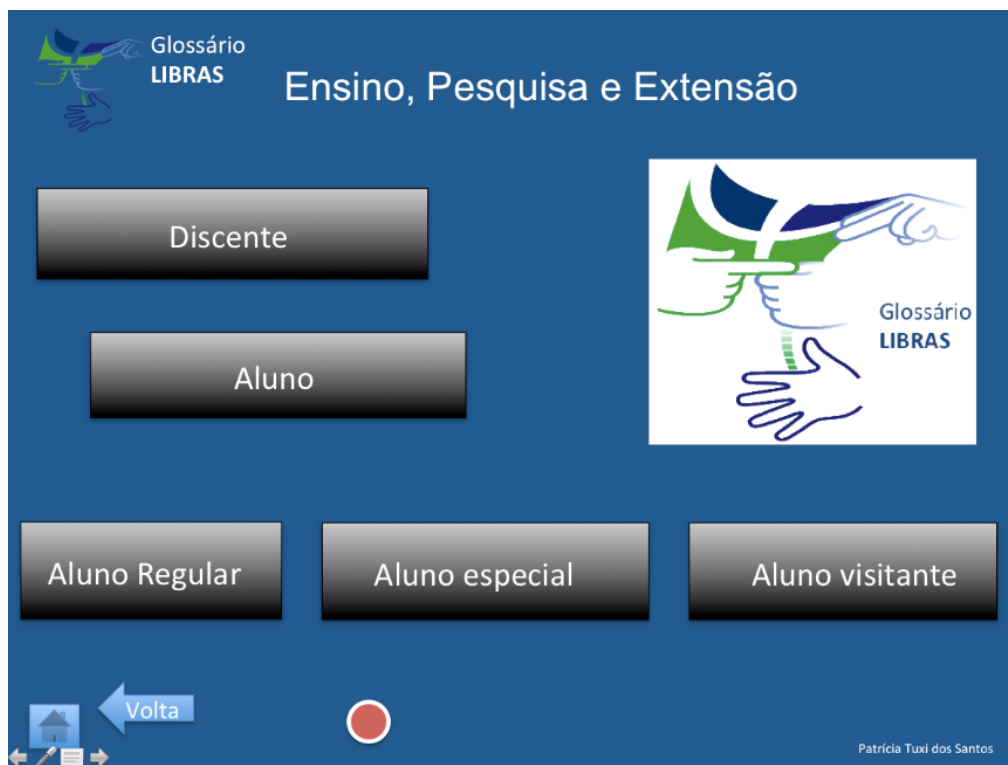 Glossário
LIBRAS
Ensino, Pesquisa e Extensão
Discente
Glossário
LIBRAS
Aluno
Aluno Regular
Aluno especial
Aluno visitante
Volta
Patrícia Tuxi dos Santos